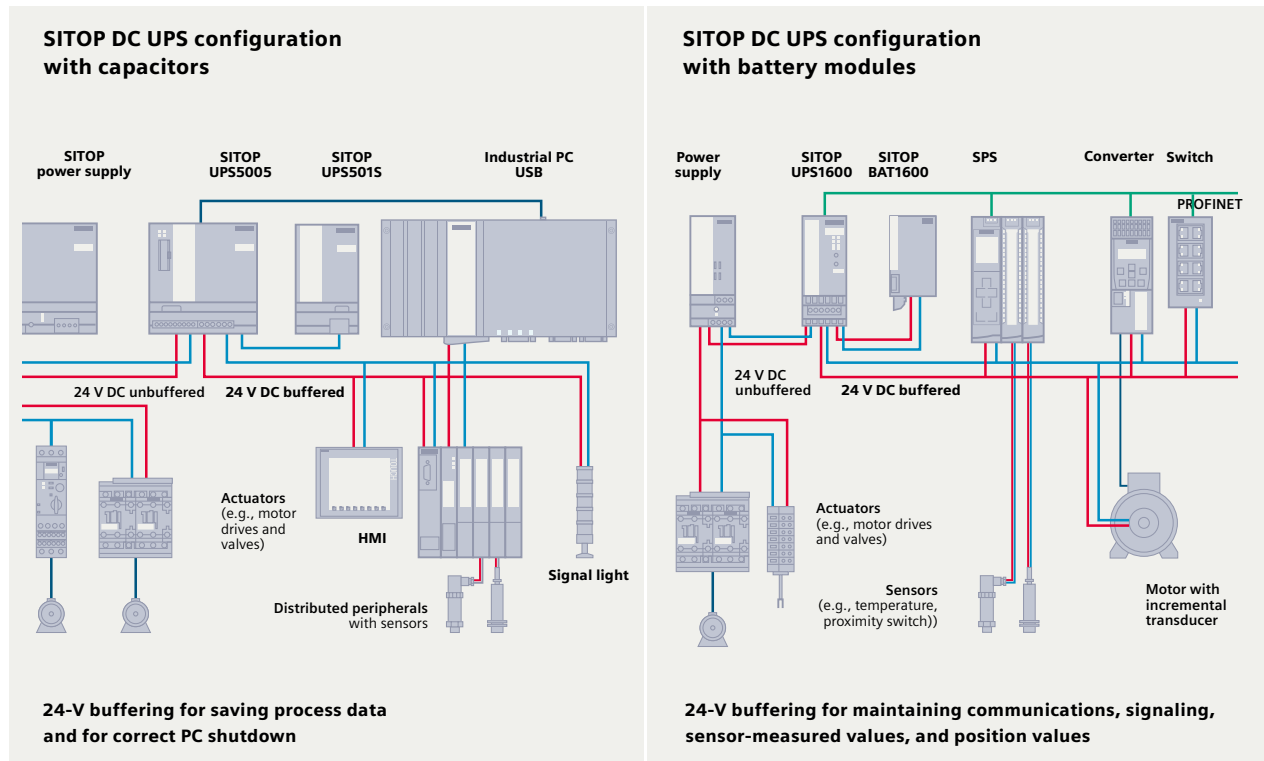 SITOP DC UPS configuration
with capacitors
SITOP
power supply
SITOP
UPS5005
SITOP
UPS501S
Industrial PC
USB
24 V DC unbuffered
24 V DC buffered
Actuators
(e.g., motor
drives and
valves)
HMI
Signal light
Distributed peripherals
with sensors
24-V buffering for saving process data
and for correct PC shutdown
SITOP DC UPS configuration
with battery modules
Power
supply
SITOP
UPS1600
SITOP
BAT1600
SPS
Converter
Switch
PROFINET
24 V DC
unbuffered
24 V DC buffered
Actuators
(e.g., motor drives
and valves)
Sensors
(e.g., temperature,
proximity switch))
Motor with
incremental
transducer
24-V buffering for maintaining communications, signaling,
sensor-measured values, and position values